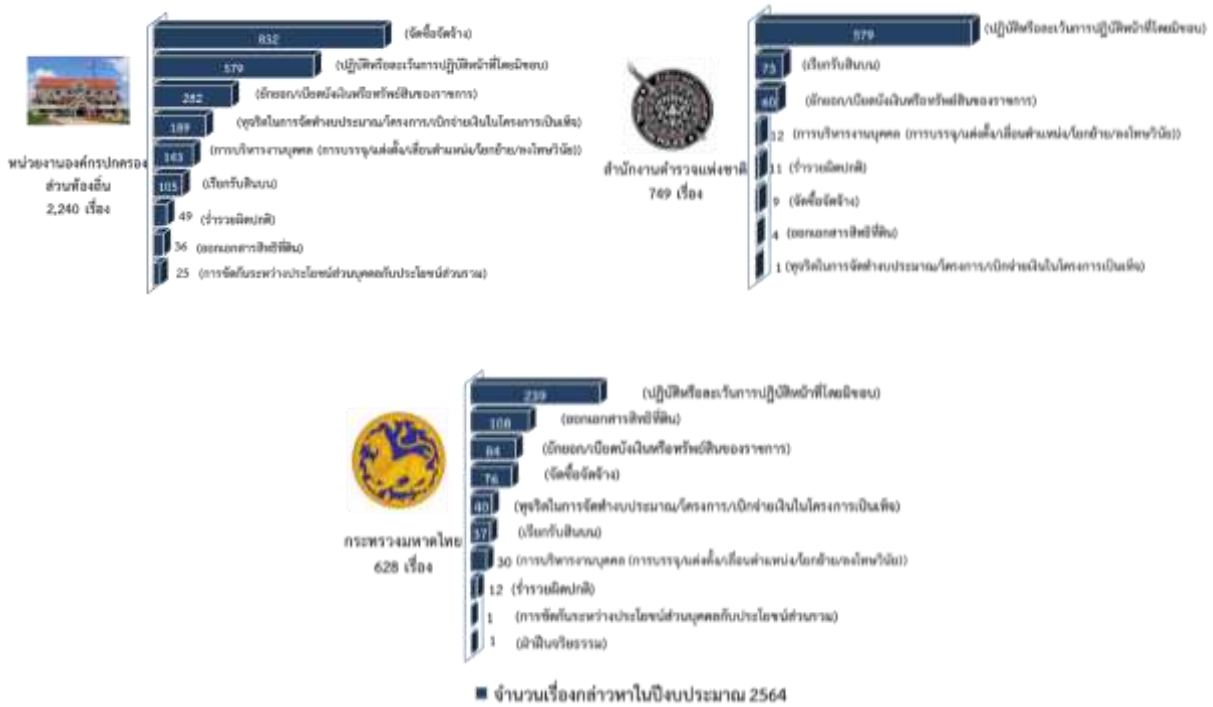 832 (จัดซื้อจัดจ้าง)
579 (ปฏิบัติหรือละเว้นการปฏิบัติหน้าที่โดยมิชอบ)
262 (ยักยอก/เบียดบังเงินหรือทรัพย์สินของราชการ)
189 (ทุจริตในการจัดทำงบประมาณ/โครงการ/เบิกจ่ายเงินในโครงการเป็นเท็จ)
163 (การบริหารงานบุคคล (การบรรจุ/แต่งตั้ง/เลื่อนตำแหน่ง/โยกย้าย/ลงโทษวินัย))
105 (เรียกรับสินบน)
49 (ร่ำรวยผิดปกติ)
36 (ออกเอกสารสิทธิที่ดิน)
25 (การขัดกันระหว่างประโยชน์ส่วนบุคคลกับประโยชน์ส่วนรวม)
หน่วยงานองค์กรปกครอง
ส่วนท้องถิ่น
2,240 เรื่อง
579 (ปฏิบัติหรือละเว้นการปฏิบัติหน้าที่โดยมิชอบ)
73 (เรียกรับสินบน)
60 (ยักยอก/เบียดบังเงินหรือทรัพย์สินของราชการ)
12 (การบริหารงานบุคคล (การบรรจุ/แต่งตั้ง/เลื่อนตำแหน่ง/โยกย้าย/ลงโทษวินัย))
11 (ร่ำรวยผิดปกติ)
9 (จัดซื้อจัดจ้าง)
4 (ออกเอกสารสิทธิที่ดิน)
1 (ทุจริตในการจัดทำงบประมาณ/โครงการ/เบิกจ่ายเงินในโครงการเป็นเท็จ)
สำนักงานตำรวจแห่งชาติ
749 เรื่อง
239 (ปฏิบัติหรือละเว้นการปฏิบัติหน้าที่โดยมิชอบ)
108 (ออกเอกสารสิทธิที่ดิน)
84 (ยักยอก/เบียดบังเงินหรือทรัพย์สินของราชการ)
76 (จัดซื้อจัดจ้าง)
40 (ทุจริตในการจัดทำงบประมาณ/โครงการ/เบิกจ่ายเงินในโครงการเป็นเท็จ)
37 (เรียกรับสินบน)
30 (การบริหารงานบุคคล (การบรรจุ/แต่งตั้ง/เลื่อนตำแหน่ง/โยกย้าย/ลงโทษวินัย))
12 (ร่ำรวยผิดปกติ)
1 (การขัดกันระหว่างประโยชน์ส่วนบุคคลกับประโยชน์ส่วนรวม)
1 (ฝ่าฝืนจริยธรรม)
กระทรวงมหาดไทย
628 เรื่อง
จำนวนเรื่องกล่าวหาในปีงบประมาณ 2564